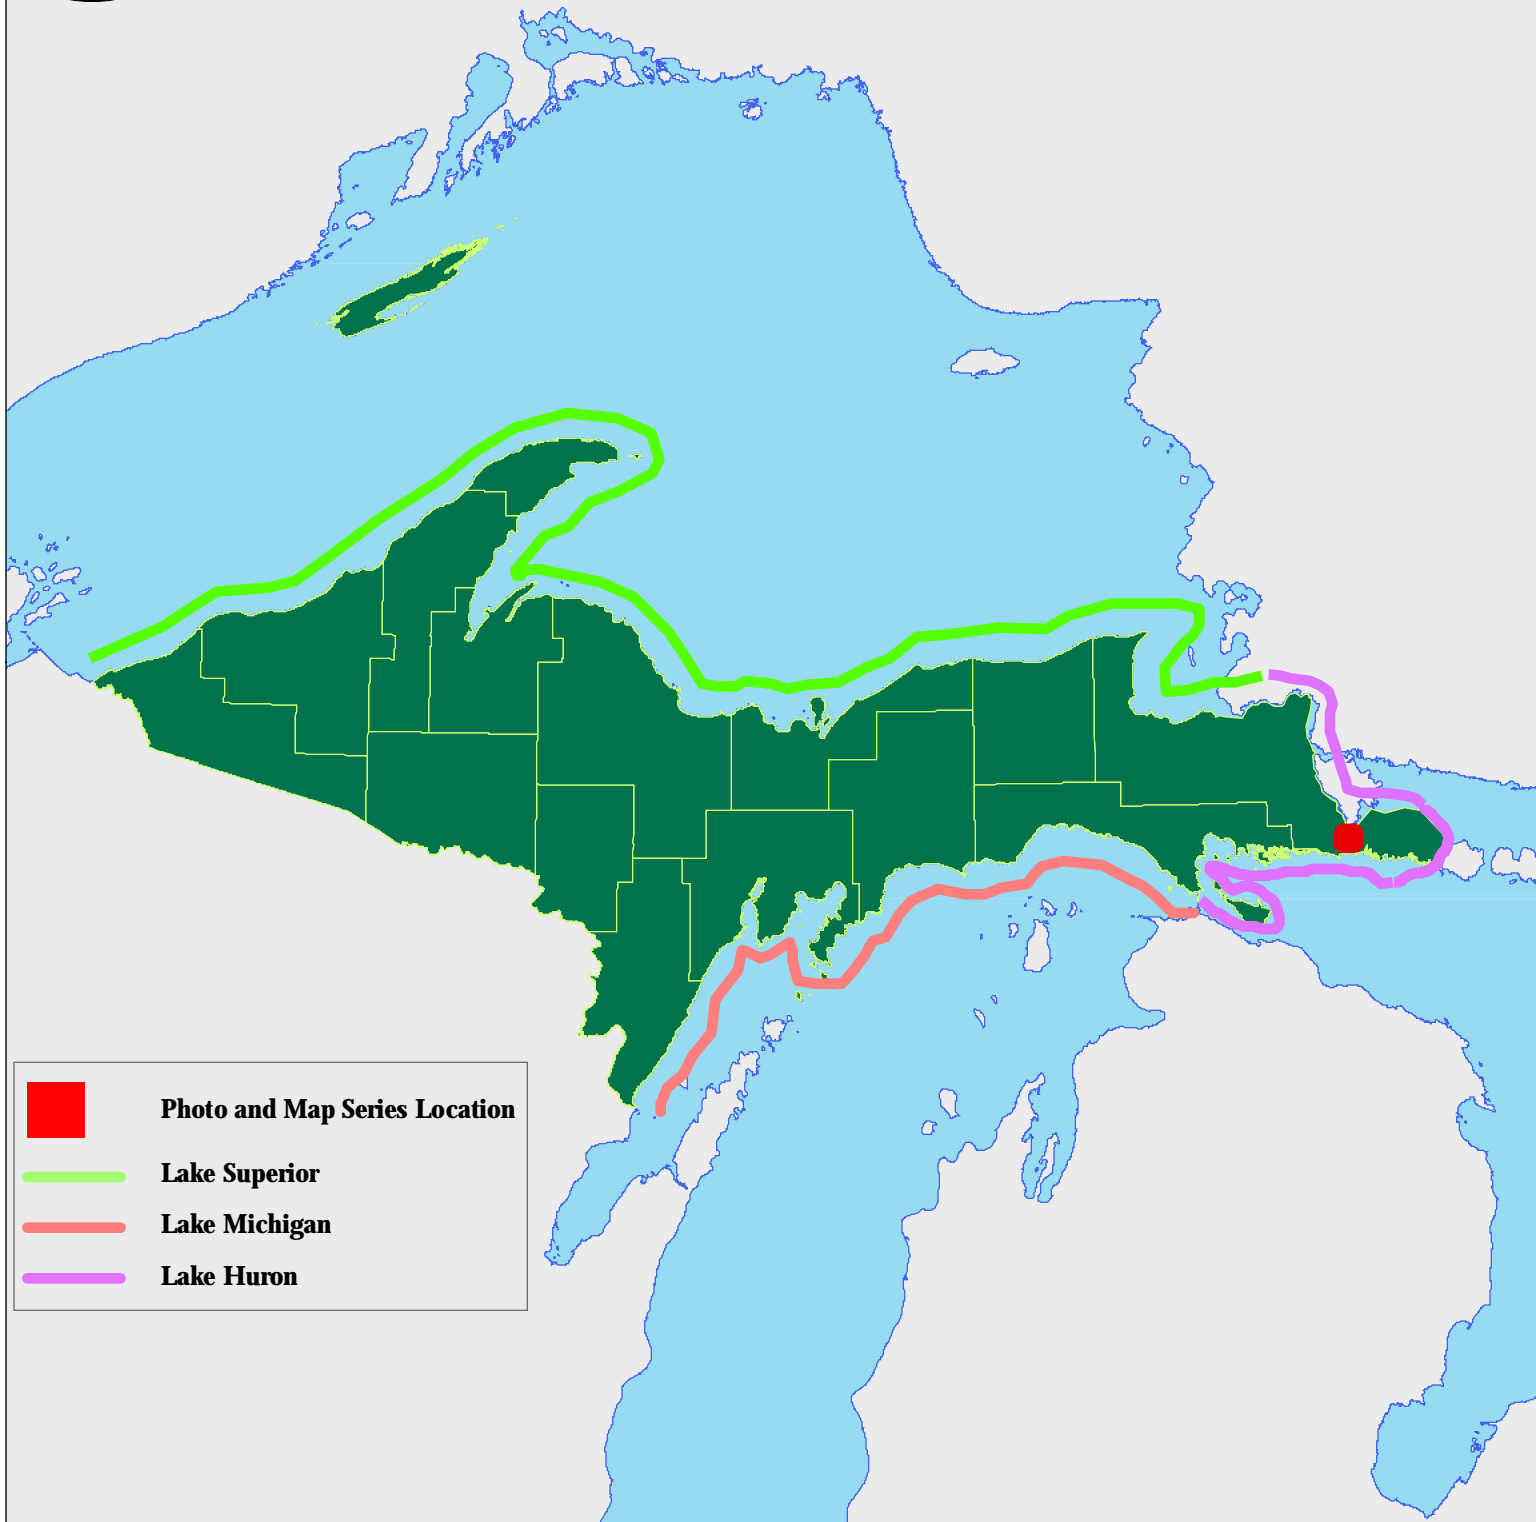 Photo and Map Series Location
Lake Superior
Lake Michigan
Lake Huron